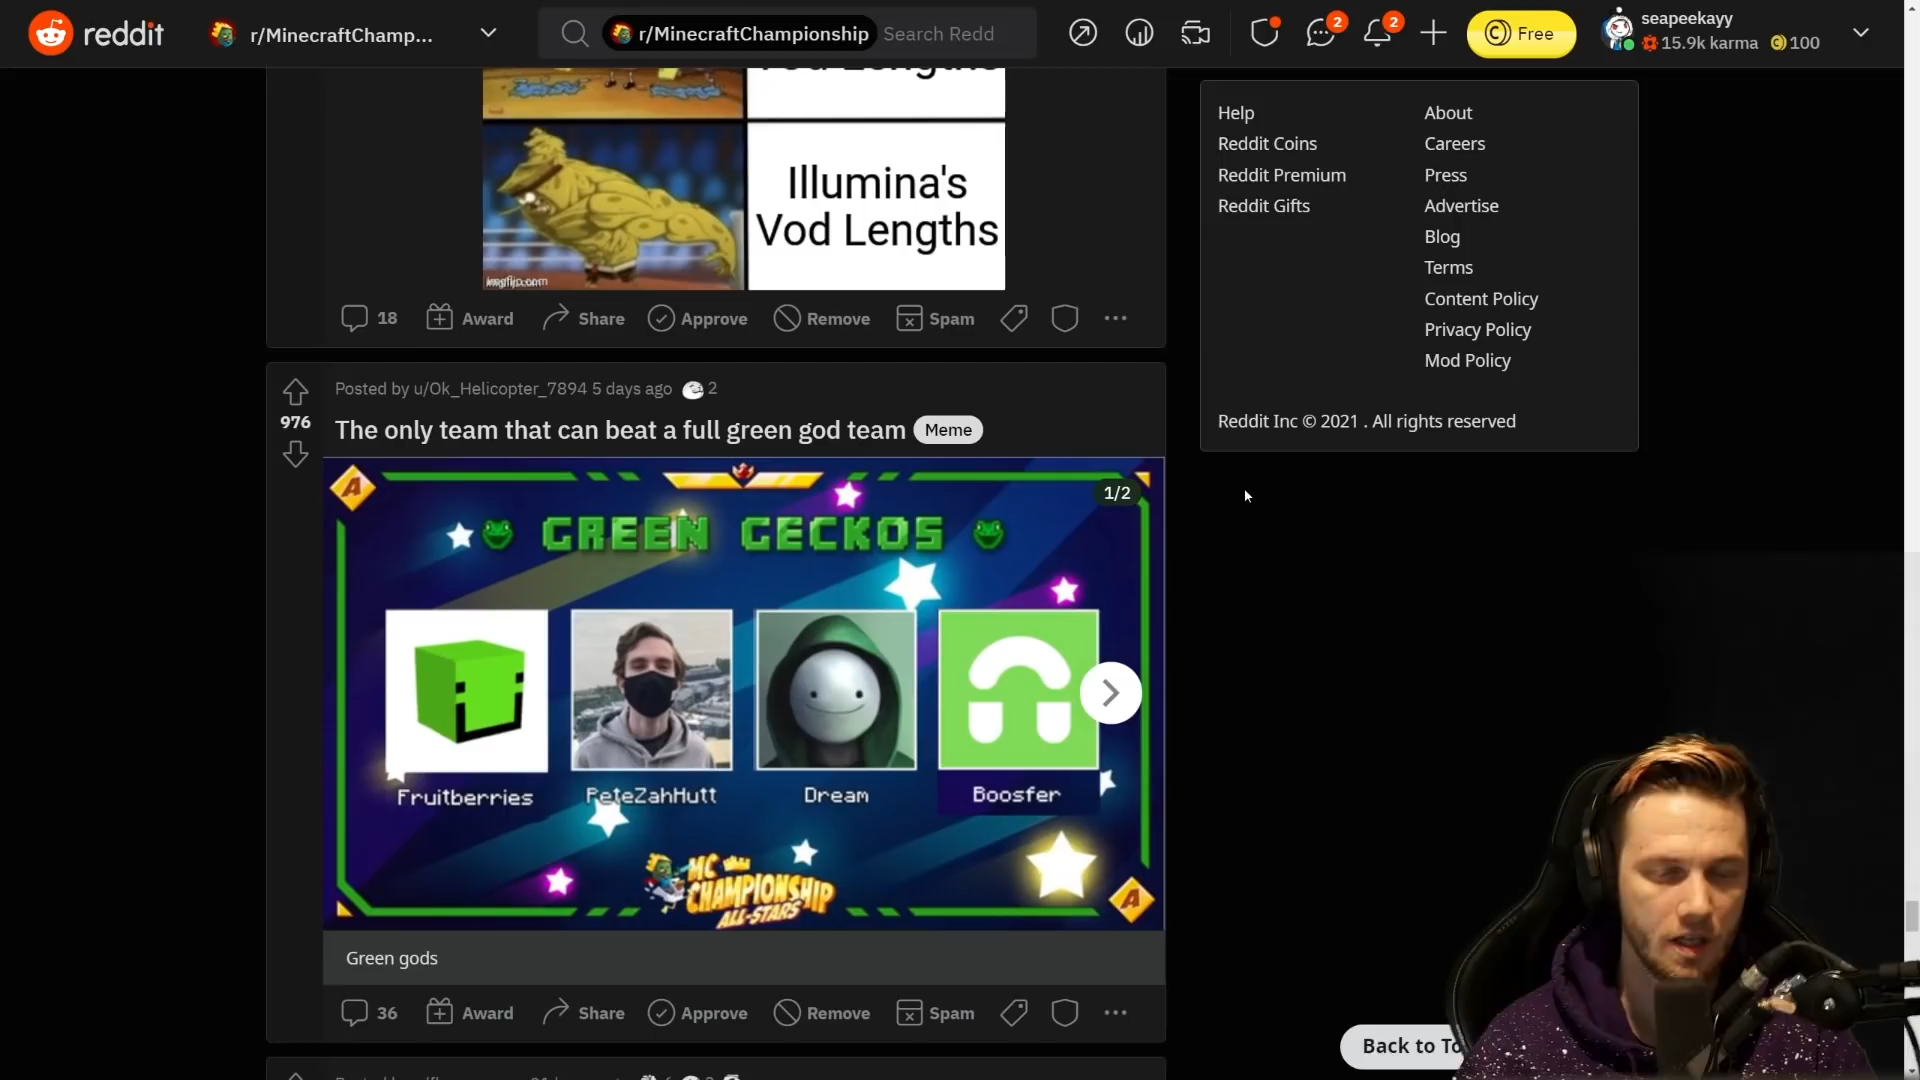 reddit
r/MinecraftChamp...
r/MinecraftChampionship
Search Redd
2
2
Free
seapeekayy
15.9k karma
100
Vod Lengths
Illumina's
Vod Lengths
imgflip.com
18
Award
Share
Approve
Remove
Spam
Help
Reddit Coins
Reddit Premium
Reddit Gifts
About
Careers
Press
Advertise
Blog
Terms
Content Policy
Privacy Policy
Mod Policy
Reddit Inc © 2021 . All rights reserved
976
Posted by u/Ok_Helicopter_7894 5 days ago
2
The only team that can beat a full green god team
Meme
A
1/2
GREEN GECKOS
Fruitberries
PeteZahHutt
Dream
Boosfer
MC
CHAMPIONSHIP
ALL-STARS
A
Green gods
36
Award
Share
Approve
Remove
Spam
Back to To